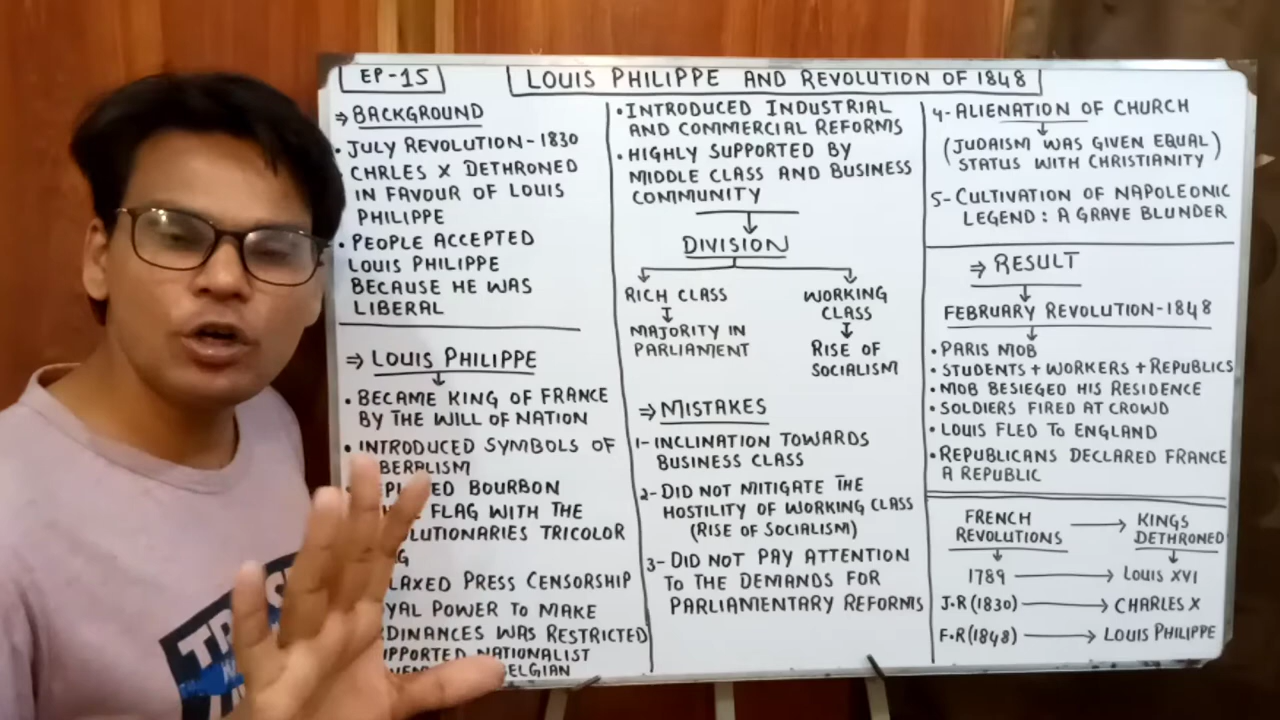 EP-15
LOUIS PHILIPPE AND REVOLUTION OF 1848
⇒ BACKGROUND
• JULY REVOLUTION - 1830
• CHRLES X DETHRONED
IN FAVOUR OF LOUIS
PHILIPPE
• PEOPLE ACCEPTED
LOUIS PHILIPPE
BECAUSE HE WAS
LIBERAL
⇒ LOUIS PHILIPPE
• BECAME KING OF FRANCE
BY THE WILL OF NATION
• INTRODUCED SYMBOLS OF
BERALISM
BOURBON
FLAG WITH THE
OLUTIONARIES TRICOLOR
G
LAXED PRESS CENSORSHIP
YAL POWER TO MAKE
DINANCES WAS RESTRICTED
PPORTED NATIONALIST
ELGIAN
• INTRODUCED INDUSTRIAL
AND COMMERCIAL REFORMS
• HIGHLY SUPPORTED BY
MIDDLE CLASS AND BUSINESS
COMMUNITY
DIVISION
RICH CLASS
MAJORITY IN
PARLIAMENT
WORKING
CLASS
RISE OF
SOCIALISM
⇒ MISTAKES
1- INCLINATION TOWARDS
BUSINESS CLASS
2- DID NOT MITIGATE THE
HOSTILITY OF WORKING CLASS
(RISE OF SOCIALISM)
3- DID NOT PAY ATTENTION
TO THE DEMANDS FOR
PARLIAMENTARY REFORMS
4- ALIENATION OF CHURCH
(JUDAISM WAS GIVEN EQUAL
STATUS WITH CHRISTIANITY)
5- CULTIVATION OF NAPOLEONIC
LEGEND : A GRAVE BLUNDER
⇒ RESULT
FEBRUARY REVOLUTION-1848
• PARIS MOB
• STUDENTS + WORKERS + REPUBLICS
• MOB BESIEGED HIS RESIDENCE
• SOLDIERS FIRED AT CROWD
• LOUIS FLED TO ENGLAND
• REPUBLICANS DECLARED FRANCE
A REPUBLIC
FRENCH REVOLUTIONS → KINGS DETHRONED
1789 → LOUIS XVI
J.R (1830) → CHARLES X
F.R (1848) → LOUIS PHILIPPE